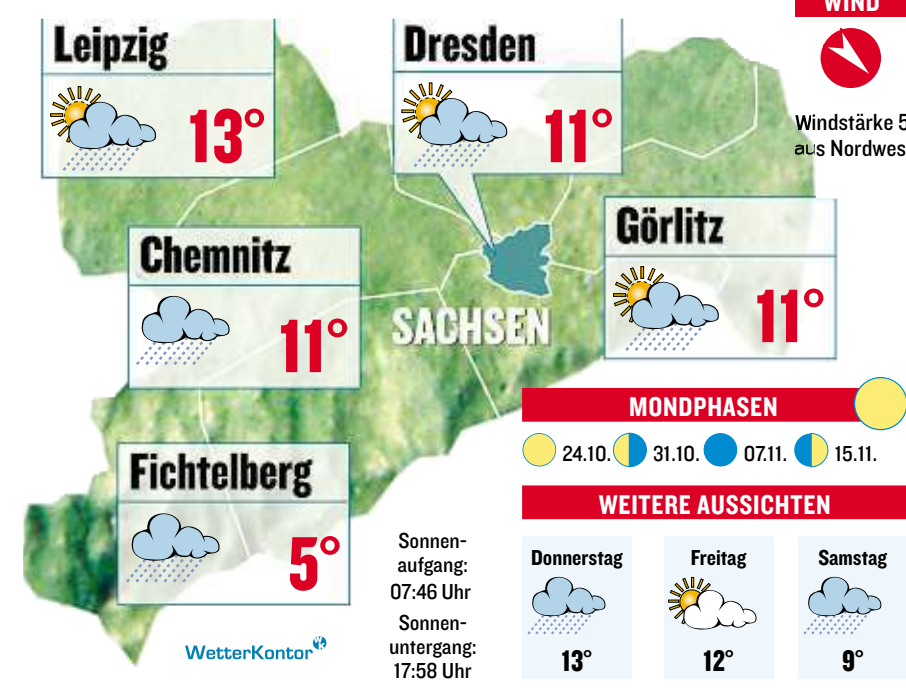 Leipzig
13°
Dresden
11°
WIND
Windstärke 5
aus Nordwes
Chemnitz
11°
Görlitz
11°
SACHSEN
Fichtelberg
5°
WetterKontor
Sonnen-
aufgang:
07:46 Uhr
Sonnen-
untergang:
17:58 Uhr
MONDPHASEN
24.10. 31.10. 07.11. 15.11.
WEITERE AUSSICHTEN
Donnerstag Freitag Samstag
13° 12° 9°